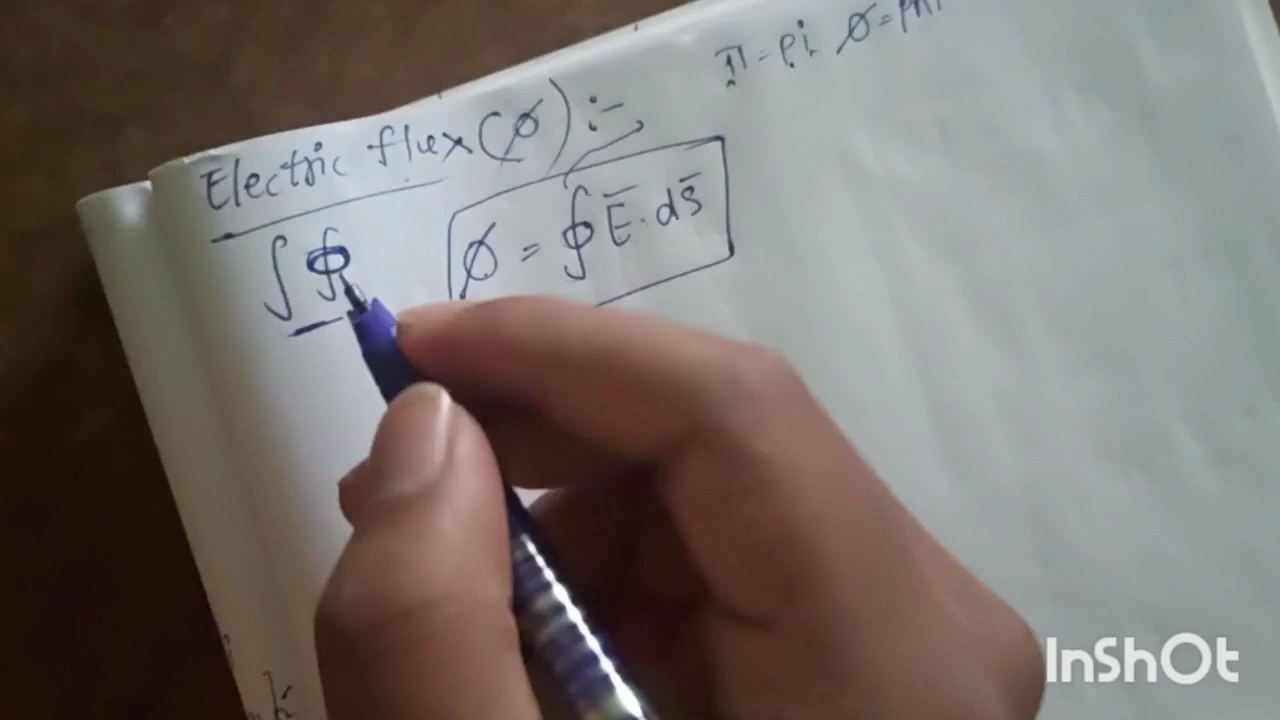 π = Pi ø = PhI
Electric flux (ø) :-
∫ ∮ ø = ∮ E̅. dS̅
InShOt